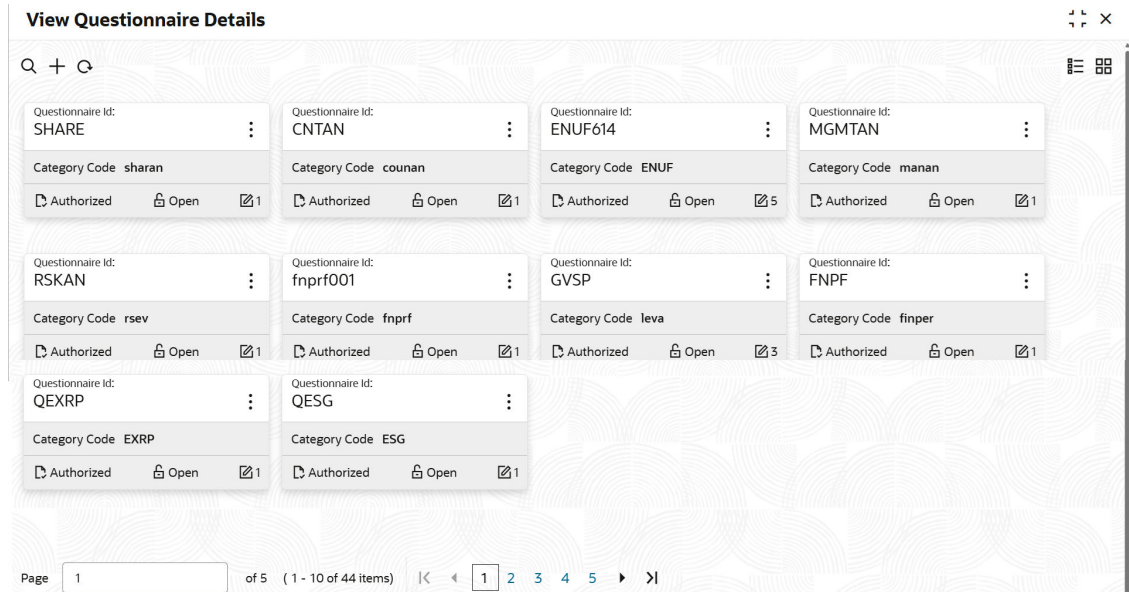 View Questionnaire Details
Questionnaire Id: Questionnaire Id: Questionnaire Id: Questionnaire Id:
SHARE CNTAN ENUF614 MGMTAN
Category Code sharan Category Code counan Category Code ENUF Category Code manan
Authorized Open 1 Authorized Open 1 Authorized Open 5 Authorized Open 1
Questionnaire Id: Questionnaire Id: Questionnaire Id: Questionnaire Id:
RSKAN fnprf001 GVSP FNPF
Category Code rsev Category Code fnprf Category Code leva Category Code finper
Authorized Open 1 Authorized Open 1 Authorized Open 3 Authorized Open 1
Questionnaire Id: Questionnaire Id:
QEXRP QESG
Category Code EXRP Category Code ESG
Authorized Open 1 Authorized Open 1
Page 1 of 5 (1 - 10 of 44 items) 1 2 3 4 5